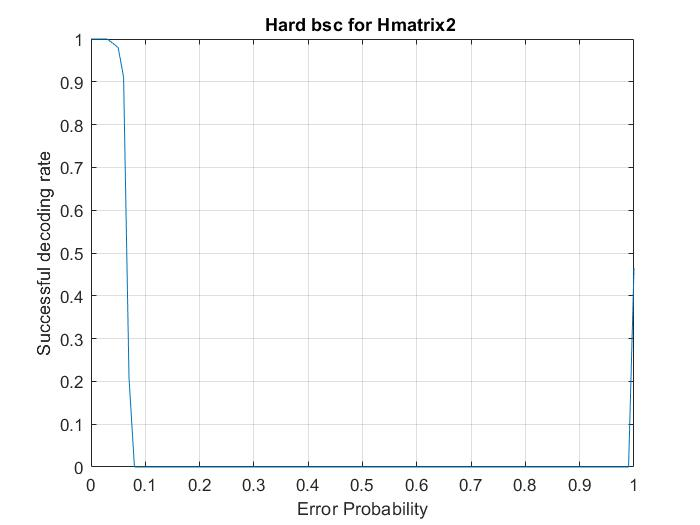 Hard bsc for Hmatrix2
Successful decoding rate
1
0.9
0.8
0.7
0.6
0.5
0.4
0.3
0.2
0.1
0
0 0.1 0.2 0.3 0.4 0.5 0.6 0.7 0.8 0.9 1
Error Probability